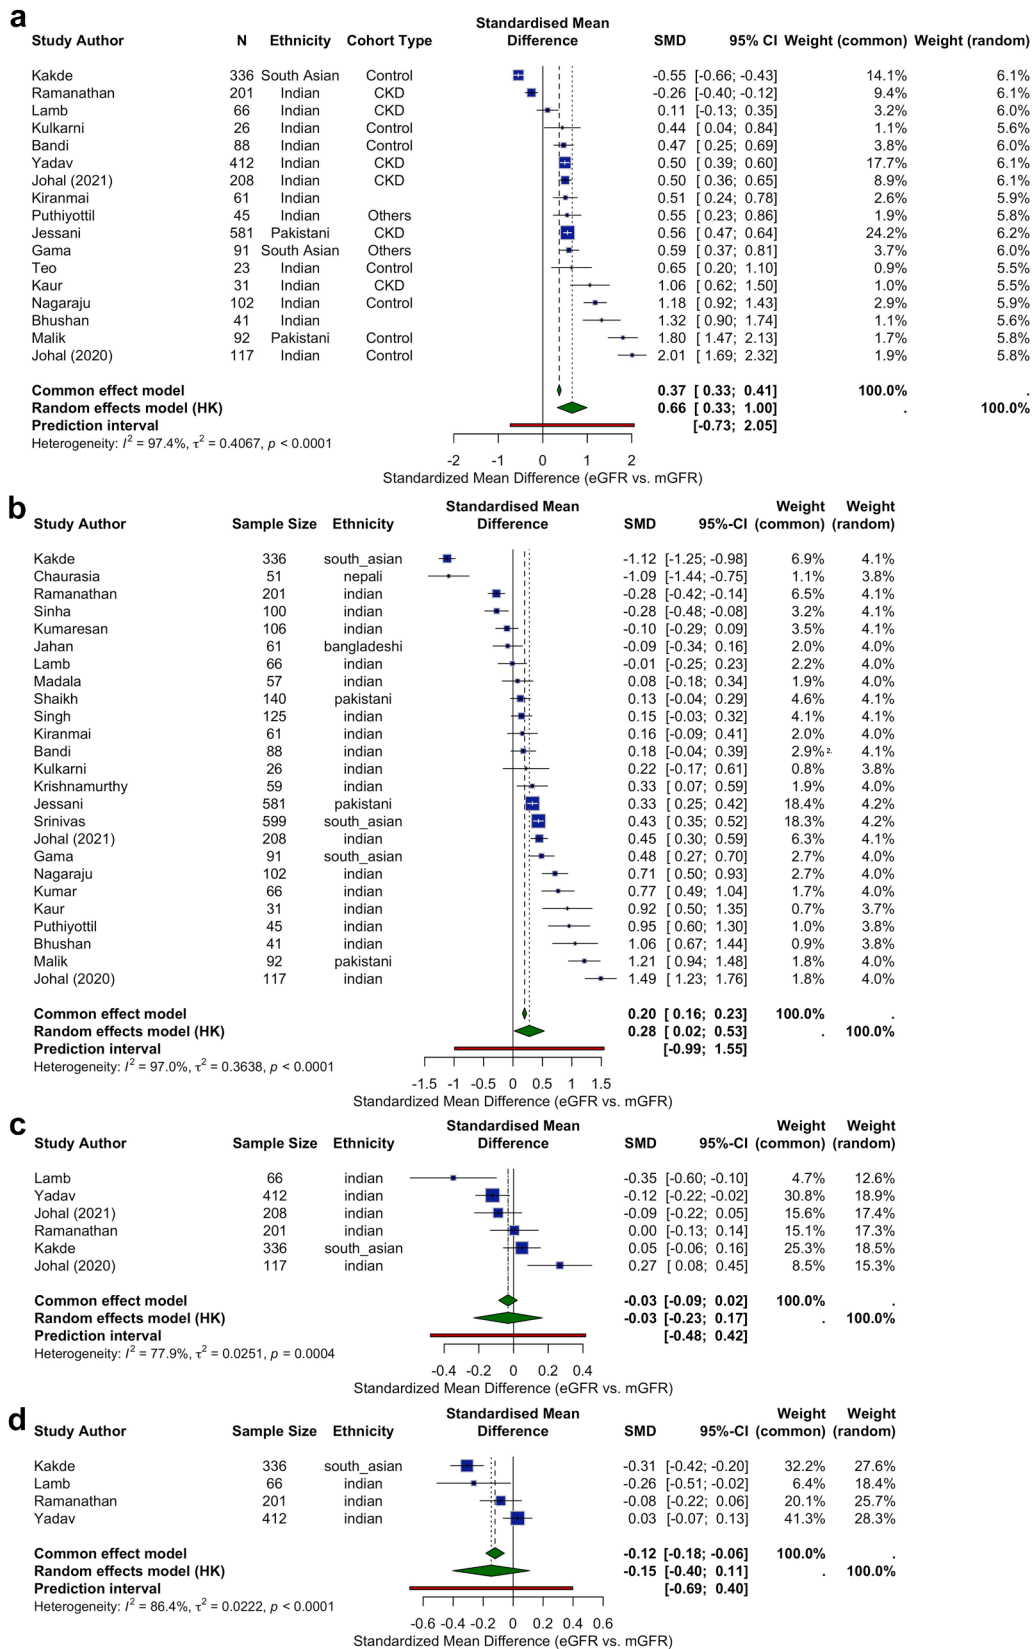 a
Standardised Mean
Study Author N Ethnicity Cohort Type Difference SMD 95% CI Weight (common) Weight (random)
Kakde 336 South Asian Control -0.55 [-0.66; -0.43] 14.1% 6.1%
Ramanathan 201 Indian CKD -0.26 [-0.40; -0.12] 9.4% 6.1%
Lamb 66 Indian CKD 0.11 [-0.13; 0.35] 3.2% 6.0%
Kulkarni 26 Indian Control 0.44 [ 0.04; 0.84] 1.1% 5.6%
Bandi 88 Indian Control 0.47 [ 0.25; 0.69] 3.8% 6.0%
Yadav 412 Indian CKD 0.50 [ 0.39; 0.60] 17.7% 6.1%
Johal (2021) 208 Indian CKD 0.50 [ 0.36; 0.65] 8.9% 6.1%
Kiranmai 61 Indian 0.51 [ 0.24; 0.78] 2.6% 5.9%
Puthiyottil 45 Indian Others 0.55 [ 0.23; 0.86] 1.9% 5.8%
Jessani 581 Pakistani CKD 0.56 [ 0.47; 0.64] 24.2% 6.2%
Gama 91 South Asian Others 0.59 [ 0.37; 0.81] 3.7% 6.0%
Teo 23 Indian Control 0.65 [ 0.20; 1.10] 0.9% 5.5%
Kaur 31 Indian CKD 1.06 [ 0.62; 1.50] 1.0% 5.5%
Nagaraju 102 Indian Control 1.18 [ 0.92; 1.43] 2.9% 5.9%
Bhushan 41 Indian 1.32 [ 0.90; 1.74] 1.1% 5.6%
Malik 92 Pakistani Control 1.80 [ 1.47; 2.13] 1.7% 5.8%
Johal (2020) 117 Indian Control 2.01 [ 1.69; 2.32] 1.9% 5.8%
Common effect model 0.37 [ 0.33; 0.41] 100.0% .
Random effects model (HK) 0.66 [ 0.33; 1.00] . 100.0%
Prediction interval [-0.73; 2.05]
Heterogeneity: I² = 97.4%, τ² = 0.4067, p < 0.0001
-2 -1 0 1 2
Standardized Mean Difference (eGFR vs. mGFR)
b
Standardised Mean Weight Weight
Study Author Sample Size Ethnicity Difference SMD 95%-CI (common) (random)
Kakde 336 south_asian -1.12 [-1.25; -0.98] 6.9% 4.1%
Chaurasia 51 nepali -1.09 [-1.44; -0.75] 1.1% 3.8%
Ramanathan 201 indian -0.28 [-0.42; -0.14] 6.5% 4.1%
Sinha 100 indian -0.28 [-0.48; -0.08] 3.2% 4.1%
Kumaresan 106 indian -0.10 [-0.29; 0.09] 3.5% 4.1%
Jahan 61 bangladeshi -0.09 [-0.34; 0.16] 2.0% 4.0%
Lamb 66 indian -0.01 [-0.25; 0.23] 2.2% 4.0%
Madala 57 indian 0.08 [-0.18; 0.34] 1.9% 4.0%
Shaikh 140 pakistani 0.13 [-0.04; 0.29] 4.6% 4.1%
Singh 125 indian 0.15 [-0.03; 0.32] 4.1% 4.1%
Kiranmai 61 indian 0.16 [-0.09; 0.41] 2.0% 4.0%
Bandi 88 indian 0.18 [-0.04; 0.39] 2.9% 2. 4.1%
Kulkarni 26 indian 0.22 [-0.17; 0.61] 0.8% 3.8%
Krishnamurthy 59 indian 0.33 [ 0.07; 0.59] 1.9% 4.0%
Jessani 581 pakistani 0.33 [ 0.25; 0.42] 18.4% 4.2%
Srinivas 599 south_asian 0.43 [ 0.35; 0.52] 18.3% 4.2%
Johal (2021) 208 indian 0.45 [ 0.30; 0.59] 6.3% 4.1%
Gama 91 south_asian 0.48 [ 0.27; 0.70] 2.7% 4.0%
Nagaraju 102 indian 0.71 [ 0.50; 0.93] 2.7% 4.0%
Kumar 66 indian 0.77 [ 0.49; 1.04] 1.7% 4.0%
Kaur 31 indian 0.92 [ 0.50; 1.35] 0.7% 3.7%
Puthiyottil 45 indian 0.95 [ 0.60; 1.30] 1.0% 3.8%
Bhushan 41 indian 1.06 [ 0.67; 1.44] 0.9% 3.8%
Malik 92 pakistani 1.21 [ 0.94; 1.48] 1.8% 4.0%
Johal (2020) 117 indian 1.49 [ 1.23; 1.76] 1.8% 4.0%
Common effect model 0.20 [ 0.16; 0.23] 100.0% .
Random effects model (HK) 0.28 [ 0.02; 0.53] . 100.0%
Prediction interval [-0.99; 1.55]
Heterogeneity: I² = 97.0%, τ² = 0.3638, p < 0.0001
-1.5 -1 -0.5 0 0.5 1 1.5
Standardized Mean Difference (eGFR vs. mGFR)
c
Standardised Mean Weight Weight
Study Author Sample Size Ethnicity Difference SMD 95%-CI (common) (random)
Lamb 66 indian -0.35 [-0.60; -0.10] 4.7% 12.6%
Yadav 412 indian -0.12 [-0.22; -0.02] 30.8% 18.9%
Johal (2021) 208 indian -0.09 [-0.22; 0.05] 15.6% 17.4%
Ramanathan 201 indian 0.00 [-0.13; 0.14] 15.1% 17.3%
Kakde 336 south_asian 0.05 [-0.06; 0.16] 25.3% 18.5%
Johal (2020) 117 indian 0.27 [ 0.08; 0.45] 8.5% 15.3%
Common effect model -0.03 [-0.09; 0.02] 100.0% .
Random effects model (HK) -0.03 [-0.23; 0.17] . 100.0%
Prediction interval [-0.48; 0.42]
Heterogeneity: I² = 77.9%, τ² = 0.0251, p = 0.0004
-0.4 -0.2 0 0.2 0.4
Standardized Mean Difference (eGFR vs. mGFR)
d
Standardised Mean Weight Weight
Study Author Sample Size Ethnicity Difference SMD 95%-CI (common) (random)
Kakde 336 south_asian -0.31 [-0.42; -0.20] 32.2% 27.6%
Lamb 66 indian -0.26 [-0.51; -0.02] 6.4% 18.4%
Ramanathan 201 indian -0.08 [-0.22; 0.06] 20.1% 25.7%
Yadav 412 indian 0.03 [-0.07; 0.13] 41.3% 28.3%
Common effect model -0.12 [-0.18; -0.06] 100.0% .
Random effects model (HK) -0.15 [-0.40; 0.11] . 100.0%
Prediction interval [-0.69; 0.40]
Heterogeneity: I² = 86.4%, τ² = 0.0222, p < 0.0001
-0.6 -0.4 -0.2 0 0.2 0.4 0.6
Standardized Mean Difference (eGFR vs. mGFR)